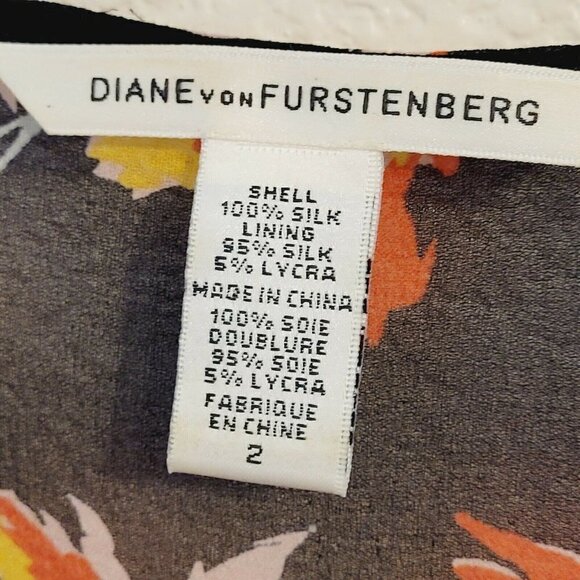 DIANE VON FURSTENBERG
SHELL
100% SILK
LINING
95% SILK
5% LYCRA
MADE IN CHINA
100% SOIE
DOUBLURE
95% SOIE
5% LYCRA
FABRIQUE
EN CHINE
2